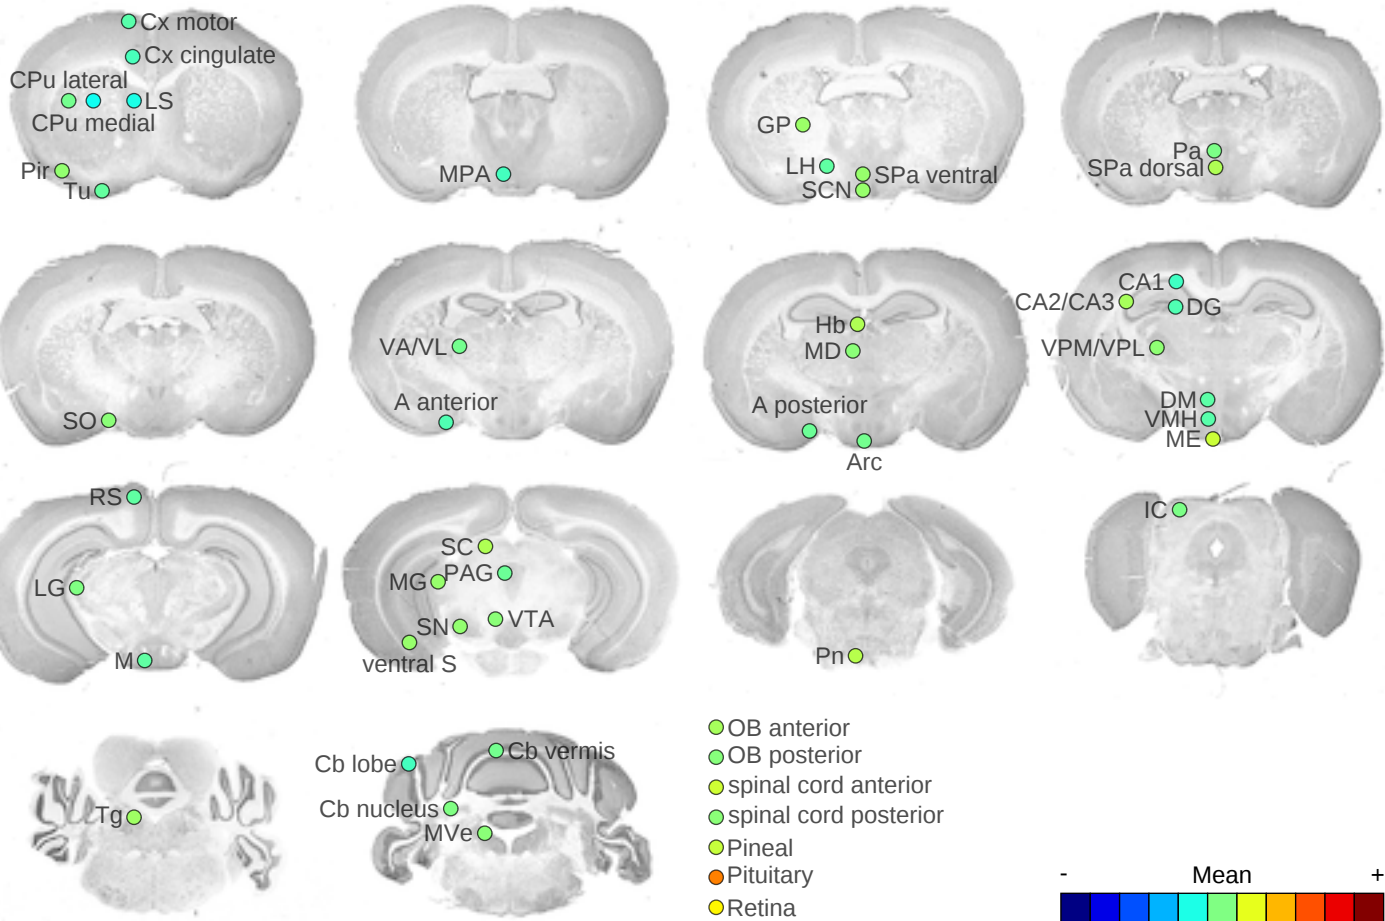 Cx motor
Cx cingulate
CPu lateral
LS
CPu medial
Pir
Tu
MPA
GP
LH
SPa ventral
SCN
Pa
SPa dorsal
SO
VA/VL
A anterior
Hb
MD
A posterior
Arc
CA1
CA2/CA3
DG
VPM/VPL
DM
VMH
ME
RS
LG
M
SC
PAG
MG
VTA
SN
ventral S
Pn
IC
Tg
Cb vermis
Cb lobe
Cb nucleus
MVe
OB anterior
OB posterior
spinal cord anterior
spinal cord posterior
Pineal
Pituitary
Retina
- Mean +